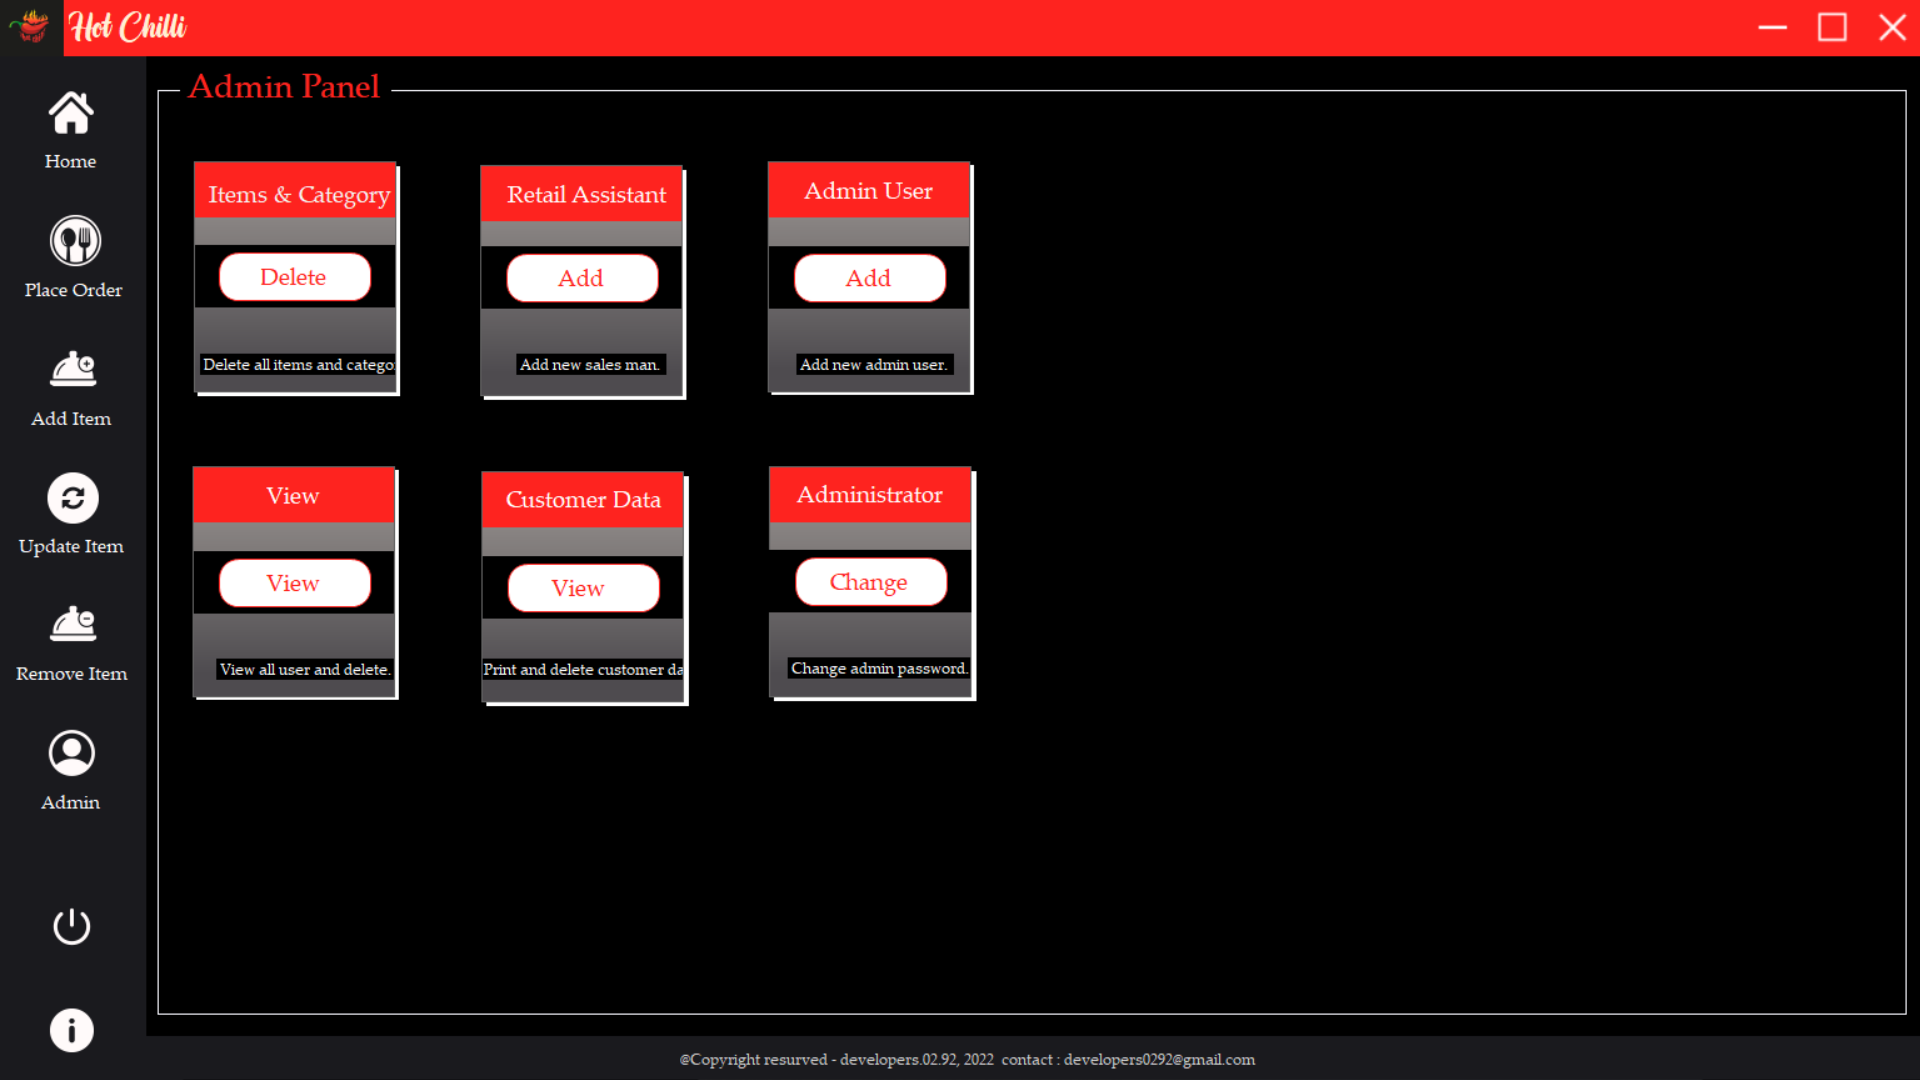 Hot Chilli
Admin Panel
Home
Place Order
Add Item
Update Item
Remove Item
Admin
Items & Category
Delete
Delete all items and catego
Retail Assistant
Add
Add new sales man.
Admin User
Add
Add new admin user.
View
View
View all user and delete.
Customer Data
View
Print and delete customer da
Administrator
Change
Change admin password.
@Copyright resurved - developers.02.92, 2022 contact : developers0292@gmail.com